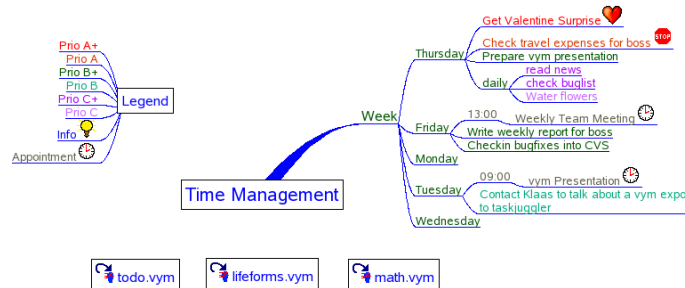 Prio A+
Prio A
Prio B+
Prio B
Prio C+
Prio C
Info
Appointment
Legend
Time Management
Week
Thursday
Get Valentine Surprise
Check travel expenses for boss
STOP
Prepare vym presentation
daily
read news
check buglist
Water flowers
Friday
13:00 Weekly Team Meeting
Write weekly report for boss
Checkin bugfixes into CVS
Monday
Tuesday
09:00 vym Presentation
Contact Klaas to talk about a vym expo
to taskjuggler
Wednesday
todo.vym
lifeforms.vym
math.vym